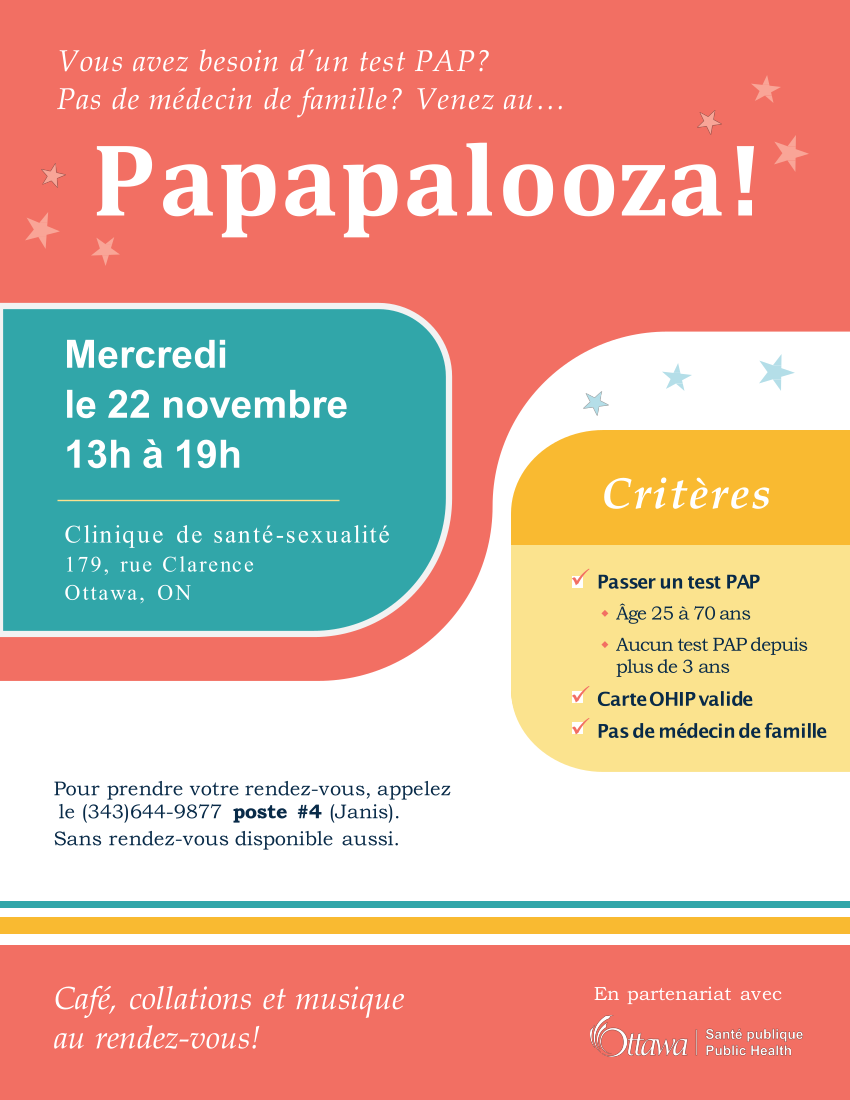 Vous avez besoin d'un test PAP?
Pas de médecin de famille? Venez au...
Papapalooza!
Mercredi
le 22 novembre
13h à 19h
Clinique de santé-sexualité
179, rue Clarence
Ottawa, ON
Critères
Passer un test PAP
Âge 25 à 70 ans
Aucun test PAP depuis
plus de 3 ans
Carte OHIP valide
Pas de médecin de famille
Pour prendre votre rendez-vous, appelez
le (343)644-9877 poste #4 (Janis).
Sans rendez-vous disponible aussi.
Café, collations et musique
au rendez-vous!
En partenariat avec
Ottawa
Santé publique
Public Health